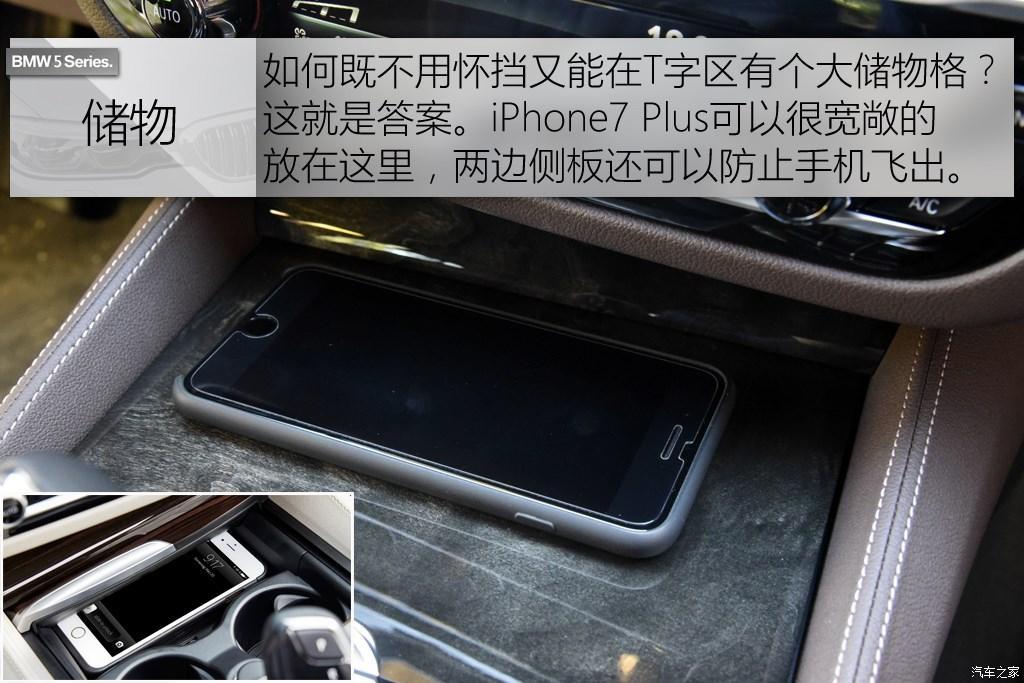 AUTO
BMW 5 Series.
储物
如何既不用怀挡又能在T字区有个大储物格？
这就是答案。iPhone7 Plus可以很宽敞的
放在这里，两边侧板还可以防止手机飞出。
A/C
9:17
汽车之家